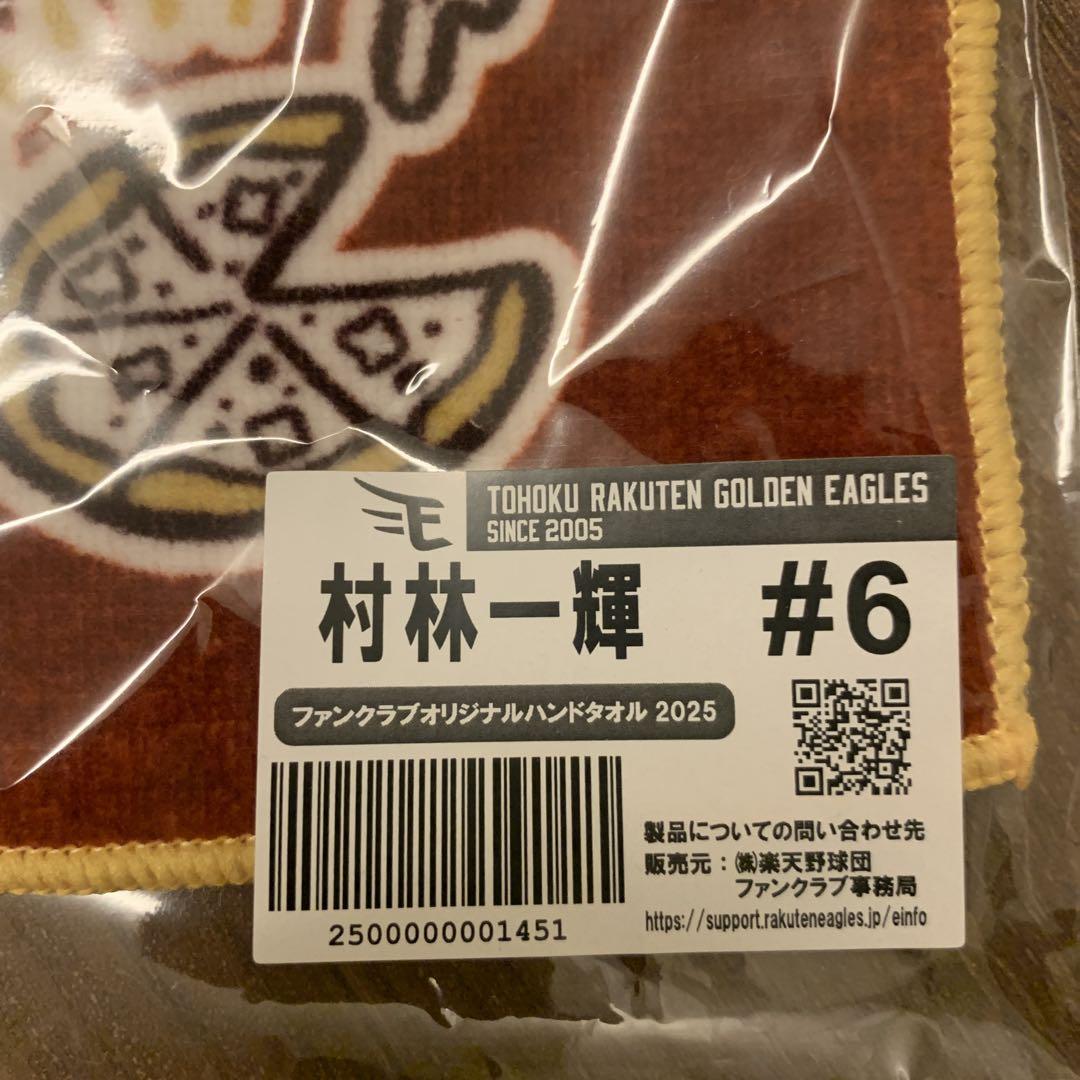 TOHOKU RAKUTEN GOLDEN EAGLES
SINCE 2005
村林一輝 #6
ファンクラブオリジナルハンドタオル 2025
製品についての問い合わせ先
販売元：㈱楽天野球団
ファンクラブ事務局
https://support.rakuteneagles.jp/einfo
2500000001451